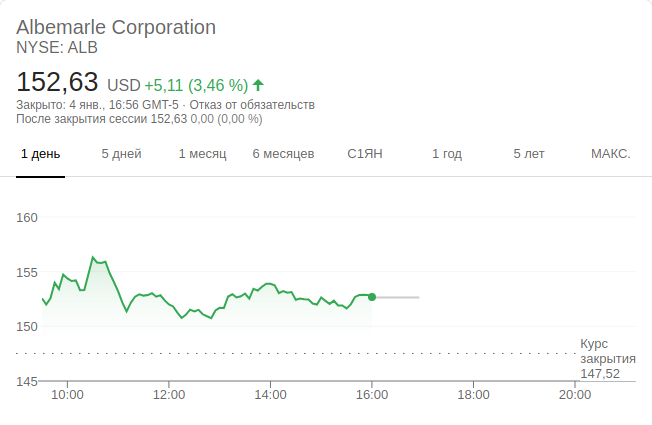 Albemarle Corporation
NYSE: ALB
152,63 USD +5,11 (3,46 %)
Закрыто: 4 янв., 16:56 GMT-5 · Отказ от обязательств
После закрытия сессии 152,63 0,00 (0,00 %)
1 день 5 дней 1 месяц 6 месяцев С1ЯН 1 год 5 лет МАКС.
160
155
150
Курс
закрытия
147,52
145
10:00 12:00 14:00 16:00 18:00 20:00